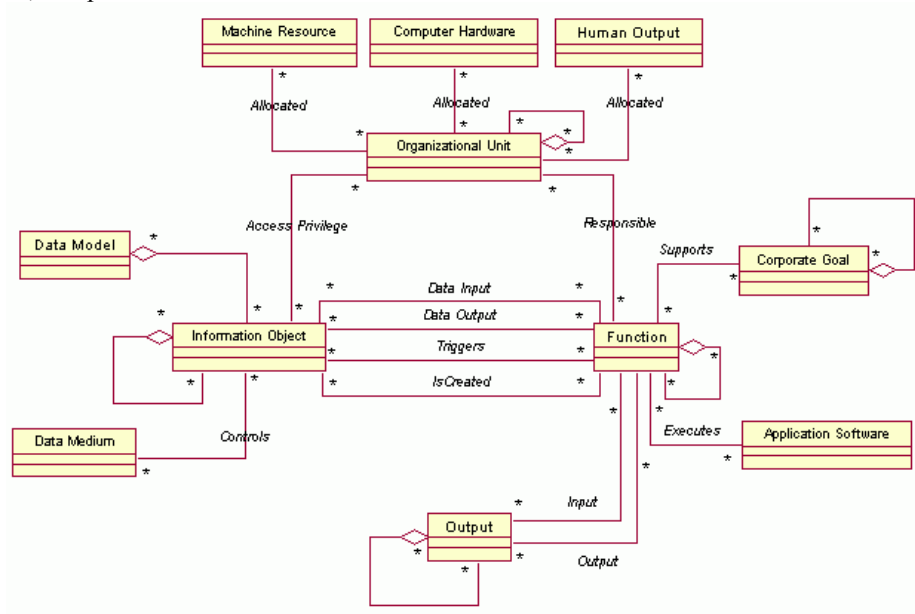 Machine Resource
Computer Hardware
Human Output
*
*
*
Allocated
Allocated
Allocated
*
*
*
*
*
Organizational Unit
*
*
*
Access Privilege
Responsible
*
*
Data Model
*
Supports
*
Corporate Goal
*
*
*
Data Input
*
*
*
*
Data Output
*
*
Information Object
Function
*
Triggers
*
*
*
*
*
IsCreated
*
*
*
*
*
Data Medium
Controls
*
Executes
Application Software
*
*
*
*
Input
Output
*
*
Output
*